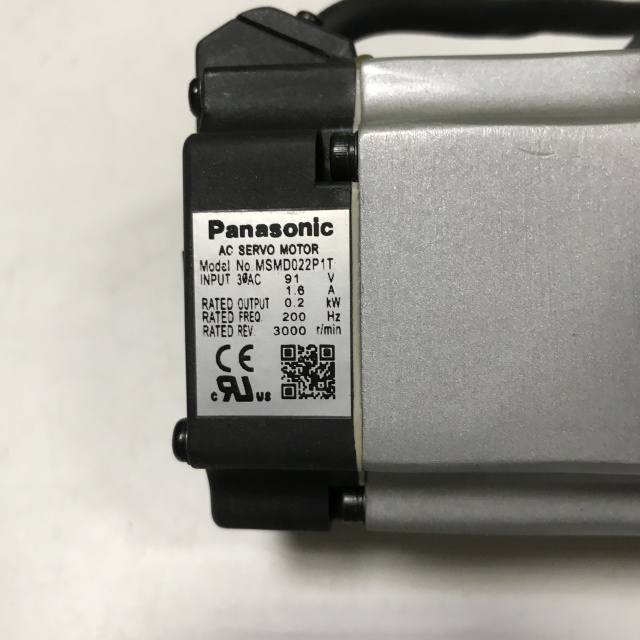 Panasonic
AC SERVO MOTOR
Model No. MSMD022P1T
INPUT 3ØAC 91 V
1.6 A
RATED OUTPUT 0.2 kW
RATED FREQ. 200 Hz
RATED REV. 3000 r/min
CE
c RU US